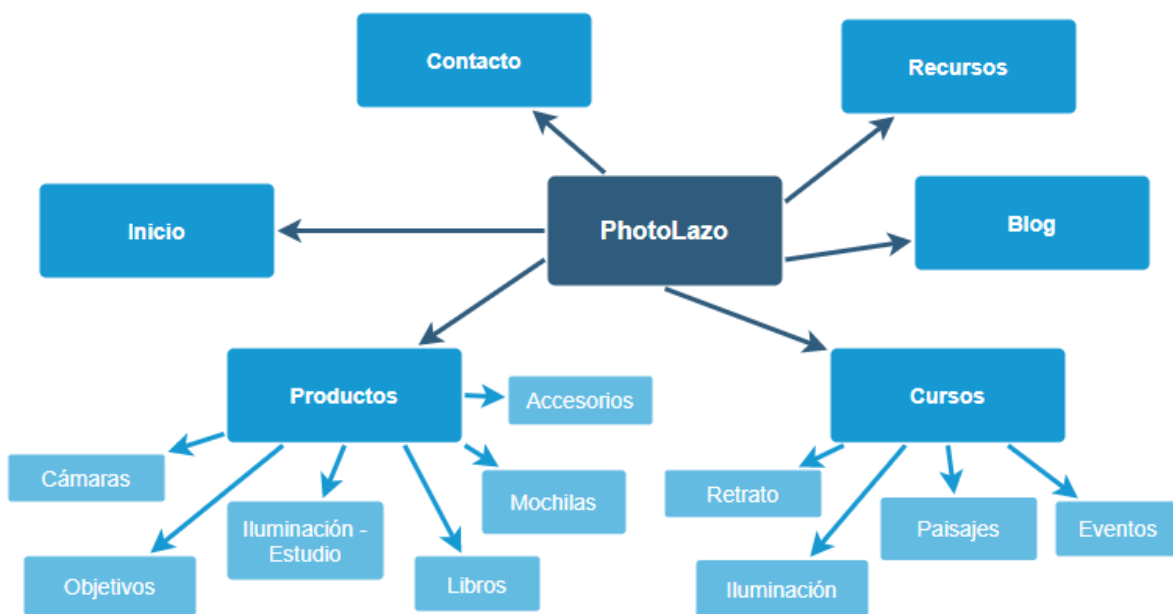 Contacto
Recursos
PhotoLazo
Inicio
Blog
Productos
Accesorios
Cursos
Cámaras
Mochilas
Retrato
Iluminación -
Estudio
Paisajes
Eventos
Objetivos
Libros
Iluminación